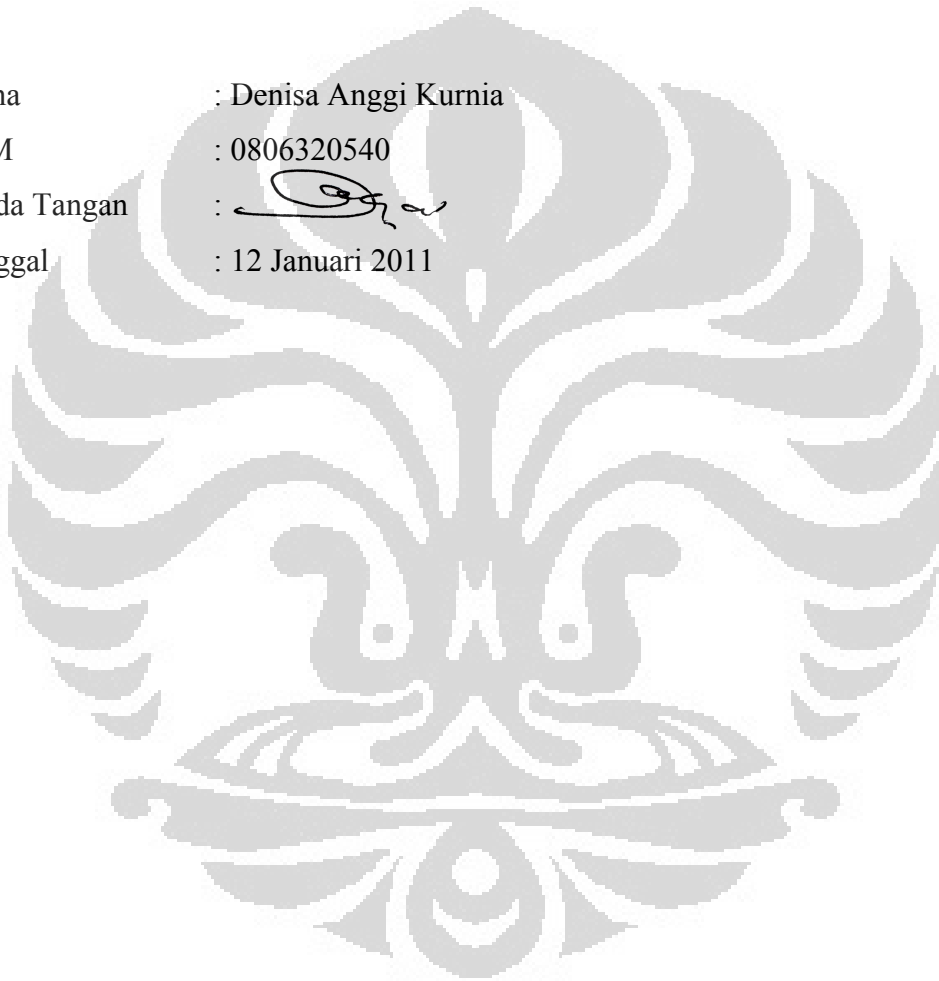 na : Denisa Anggi Kurnia
M : 0806320540
da Tangan :
ggal : 12 Januari 2011